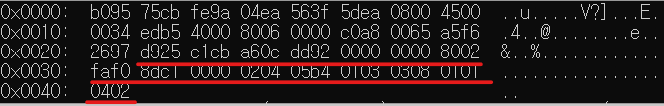 0x0000: b095 75cb fe9a 04ea 563f 5dea 0800 4500 ..u.....V?]...E.
0x0010: 0034 edb5 4000 8006 0000 c0a8 0065 a5f6 .4..@........e..
0x0020: 2697 d925 c1cb a60c dd92 0000 0000 8002 &..%............
0x0030: faf0 8dc1 0000 0204 05b4 0103 0308 0101 ................
0x0040: 0402 ..